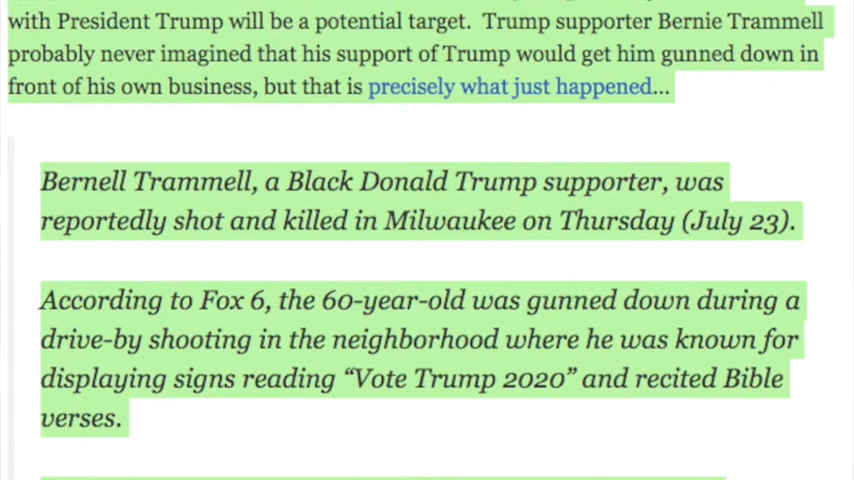 with President Trump will be a potential target.  Trump supporter Bernie Trammell
probably never imagined that his support of Trump would get him gunned down in
front of his own business, but that is precisely what just happened...
Bernell Trammell, a Black Donald Trump supporter, was
reportedly shot and killed in Milwaukee on Thursday (July 23).
According to Fox 6, the 60-year-old was gunned down during a
drive-by shooting in the neighborhood where he was known for
displaying signs reading “Vote Trump 2020” and recited Bible
verses.